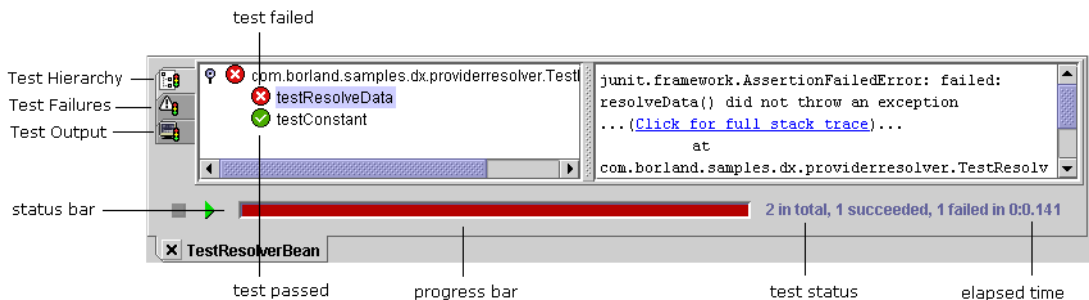 test failed
Test Hierarchy
Test Failures
Test Output
com.borland.samples.dx.providerresolver.Test
testResolveData
testConstant
junit.framework.AssertionFailedError: failed:
resolveData() did not throw an exception
...(Click for full stack trace)...
at
com.borland.samples.dx.providerresolver.TestResolv
status bar
2 in total, 1 succeeded, 1 failed in 0:0.141
TestResolverBean
test passed
progress bar
test status
elapsed time